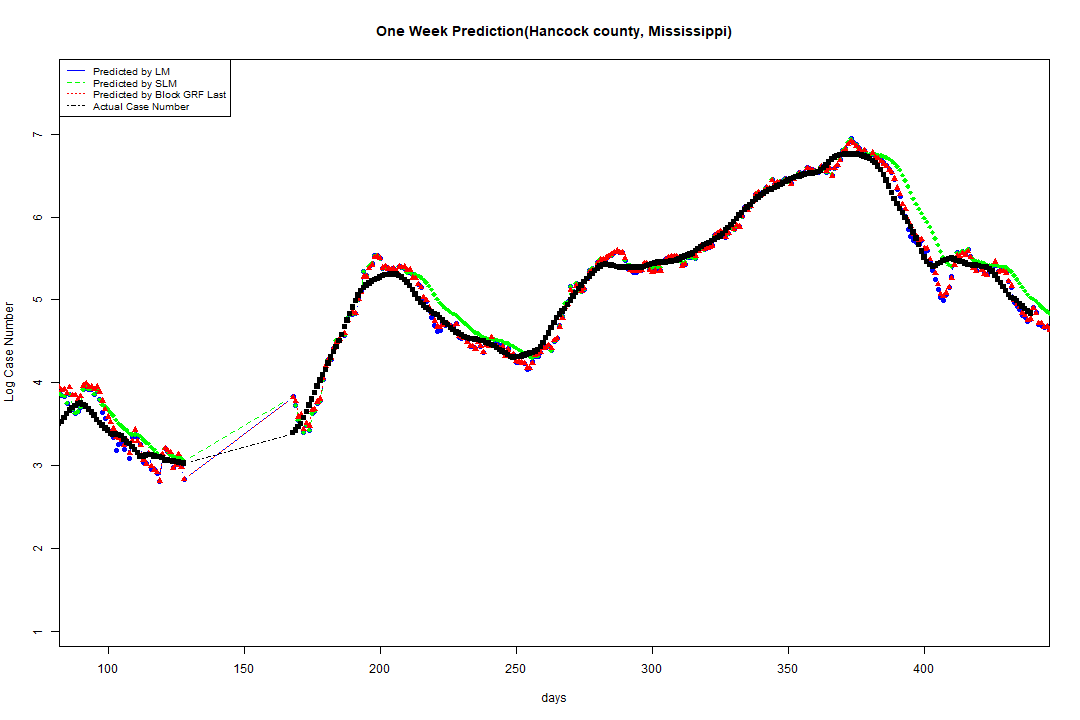 One Week Prediction(Hancock county, Mississippi)
Predicted by LM
Predicted by SLM
Predicted by Block GRF Last
Actual Case Number
7
6
5
4
3
2
1
Log Case Number
100 150 200 250 300 350 400
days